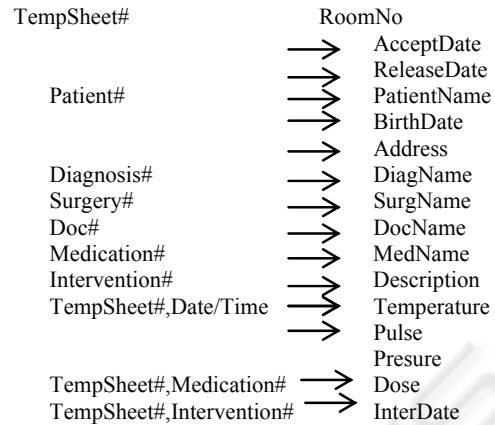 TempSheet# RoomNo
→ AcceptDate
→ ReleaseDate
Patient# → PatientName
→ BirthDate
→ Address
Diagnosis# → DiagName
Surgery# → SurgName
Doc# → DocName
Medication# → MedName
Intervention# → Description
TempSheet#,Date/Time → Temperature
→ Pulse
Presure
TempSheet#,Medication# → Dose
TempSheet#,Intervention# → InterDate